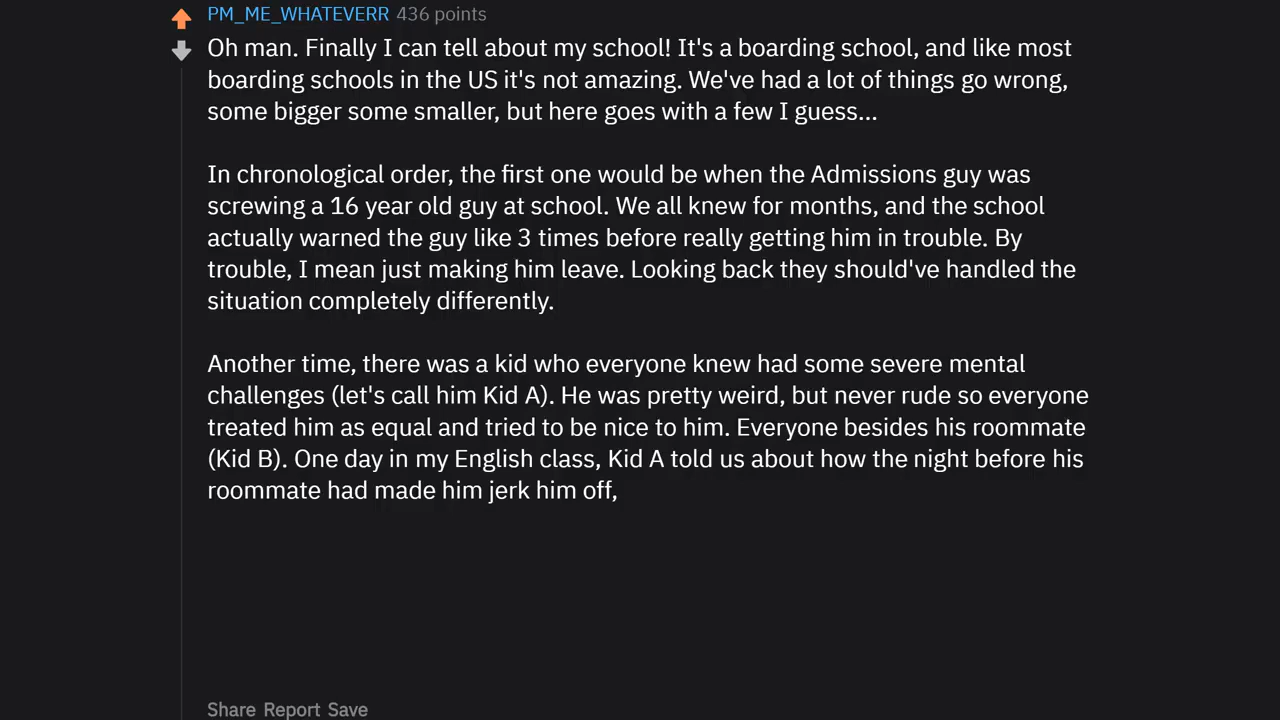 PM_ME_WHATEVERR 436 points
Oh man. Finally I can tell about my school! It's a boarding school, and like most
boarding schools in the US it's not amazing. We've had a lot of things go wrong,
some bigger some smaller, but here goes with a few I guess...
In chronological order, the first one would be when the Admissions guy was
screwing a 16 year old guy at school. We all knew for months, and the school
actually warned the guy like 3 times before really getting him in trouble. By
trouble, I mean just making him leave. Looking back they should've handled the
situation completely differently.
Another time, there was a kid who everyone knew had some severe mental
challenges (let's call him Kid A). He was pretty weird, but never rude so everyone
treated him as equal and tried to be nice to him. Everyone besides his roommate
(Kid B). One day in my English class, Kid A told us about how the night before his
roommate had made him jerk him off,
Share Report Save